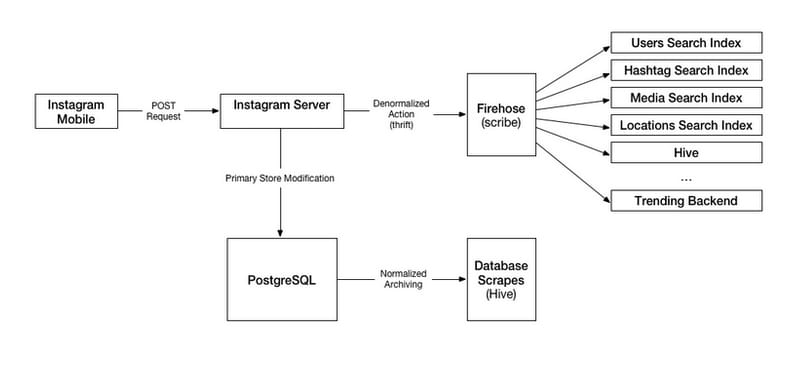 Instagram
Mobile
POST
Request
Instagram Server
Denormalized
Action
(thrift)
Firehose
(scribe)
Users Search Index
Hashtag Search Index
Media Search Index
Locations Search Index
Hive
...
Trending Backend
Primary Store Modification
PostgreSQL
Normalized
Archiving
Database
Scrapes
(Hive)